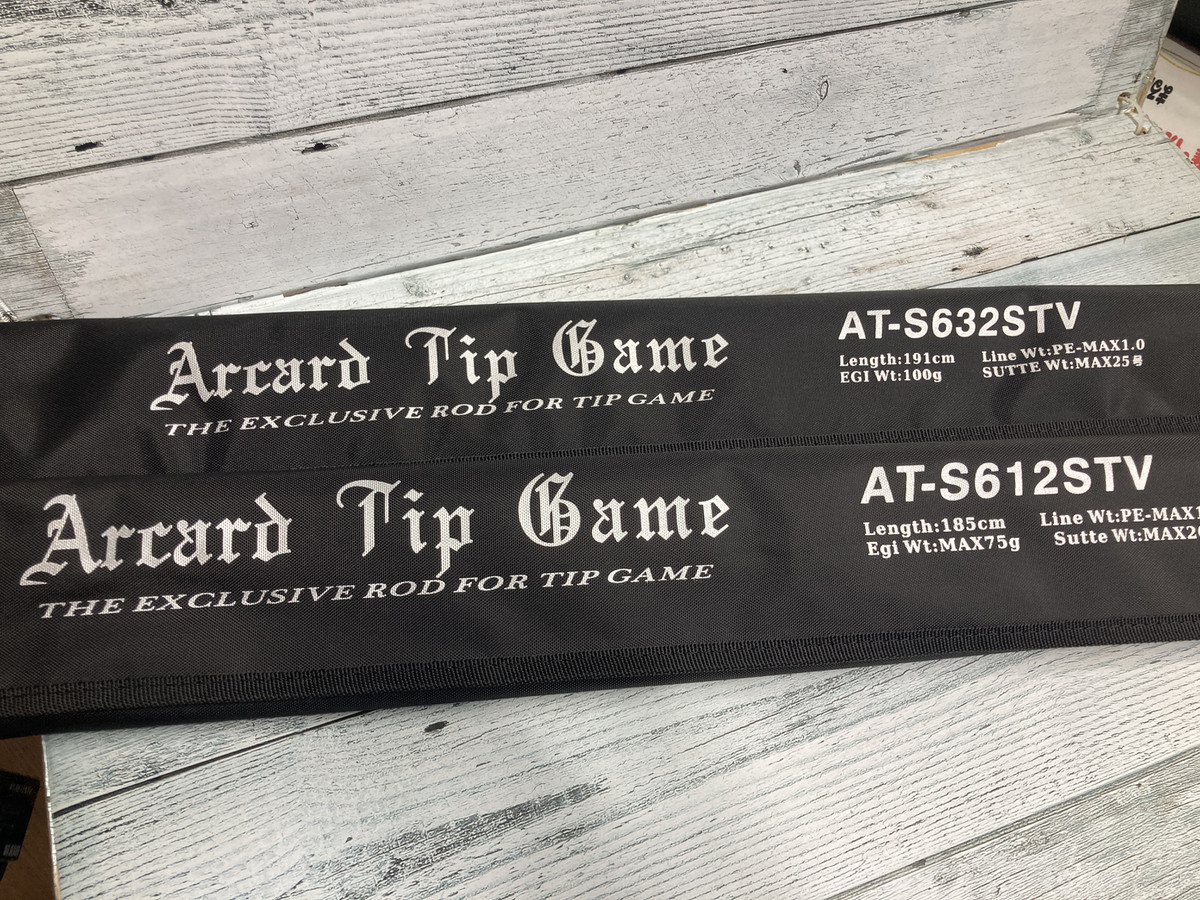 Arcard Tip Game
THE EXCLUSIVE ROD FOR TIP GAME
AT-S632STV
Length:191cm Line Wt:PE-MAX1.0
EGI Wt:100g SUTTE Wt:MAX25号
Arcard Tip Game
THE EXCLUSIVE ROD FOR TIP GAME
AT-S612STV
Length:185cm Line Wt:PE-MAX1
Egi Wt:MAX75g Sutte Wt:MAX2